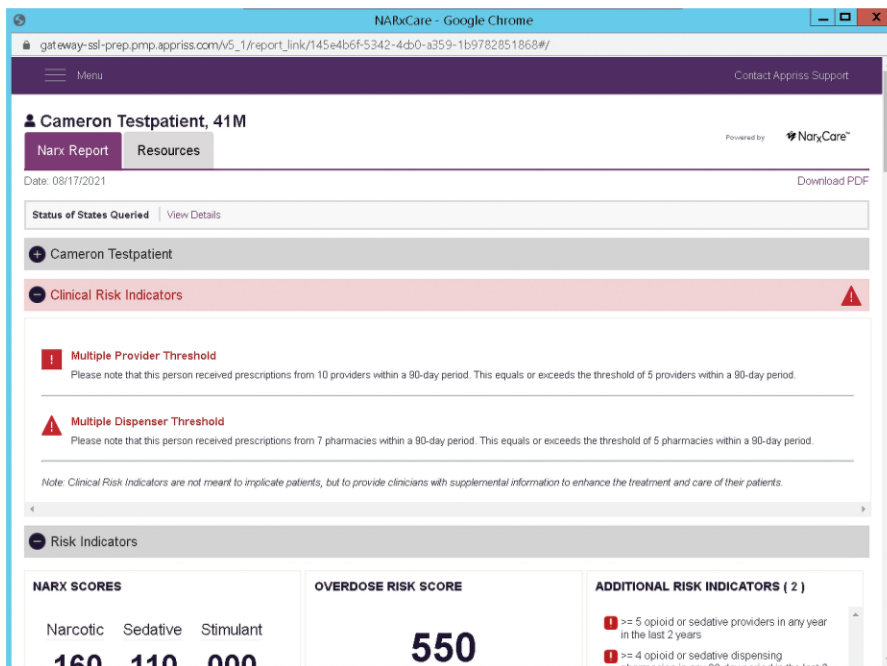 NARxCare - Google Chrome
gateway-ssl-prep.pmp.appriss.com/v5_1/report_link/145e4b6f-5342-4cb0-a359-1b9782851868#/
Menu
Contact Appriss Support
Cameron Testpatient, 41M
Narx Report
Resources
Powered by
NarxCare™
Date: 08/17/2021
Download PDF
Status of States Queried
View Details
Cameron Testpatient
Clinical Risk Indicators
Multiple Provider Threshold
Please note that this person received prescriptions from 10 providers within a 90-day period. This equals or exceeds the threshold of 5 providers within a 90-day period.
Multiple Dispenser Threshold
Please note that this person received prescriptions from 7 pharmacies within a 90-day period. This equals or exceeds the threshold of 5 pharmacies within a 90-day period.
Note: Clinical Risk Indicators are not meant to implicate patients, but to provide clinicians with supplemental information to enhance the treatment and care of their patients.
Risk Indicators
NARX SCORES
Narcotic Sedative Stimulant
160 110 000
OVERDOSE RISK SCORE
550
ADDITIONAL RISK INDICATORS ( 2 )
>= 5 opioid or sedative providers in any year
in the last 2 years
>= 4 opioid or sedative dispensing